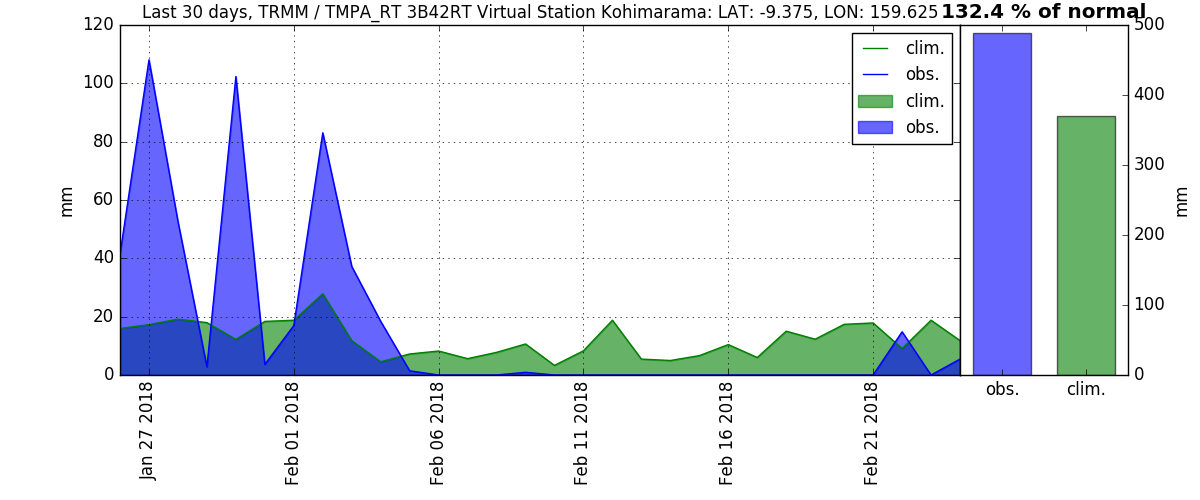 Last 30 days, TRMM / TMPA_RT 3B42RT Virtual Station Kohimarama: LAT: -9.375, LON: 159.625
132.4 % of normal
120
100
80
60
40
20
0
mm
Jan 27 2018
Feb 01 2018
Feb 06 2018
Feb 11 2018
Feb 16 2018
Feb 21 2018
clim.
obs.
clim.
obs.
500
400
300
200
100
0
mm
obs.
clim.